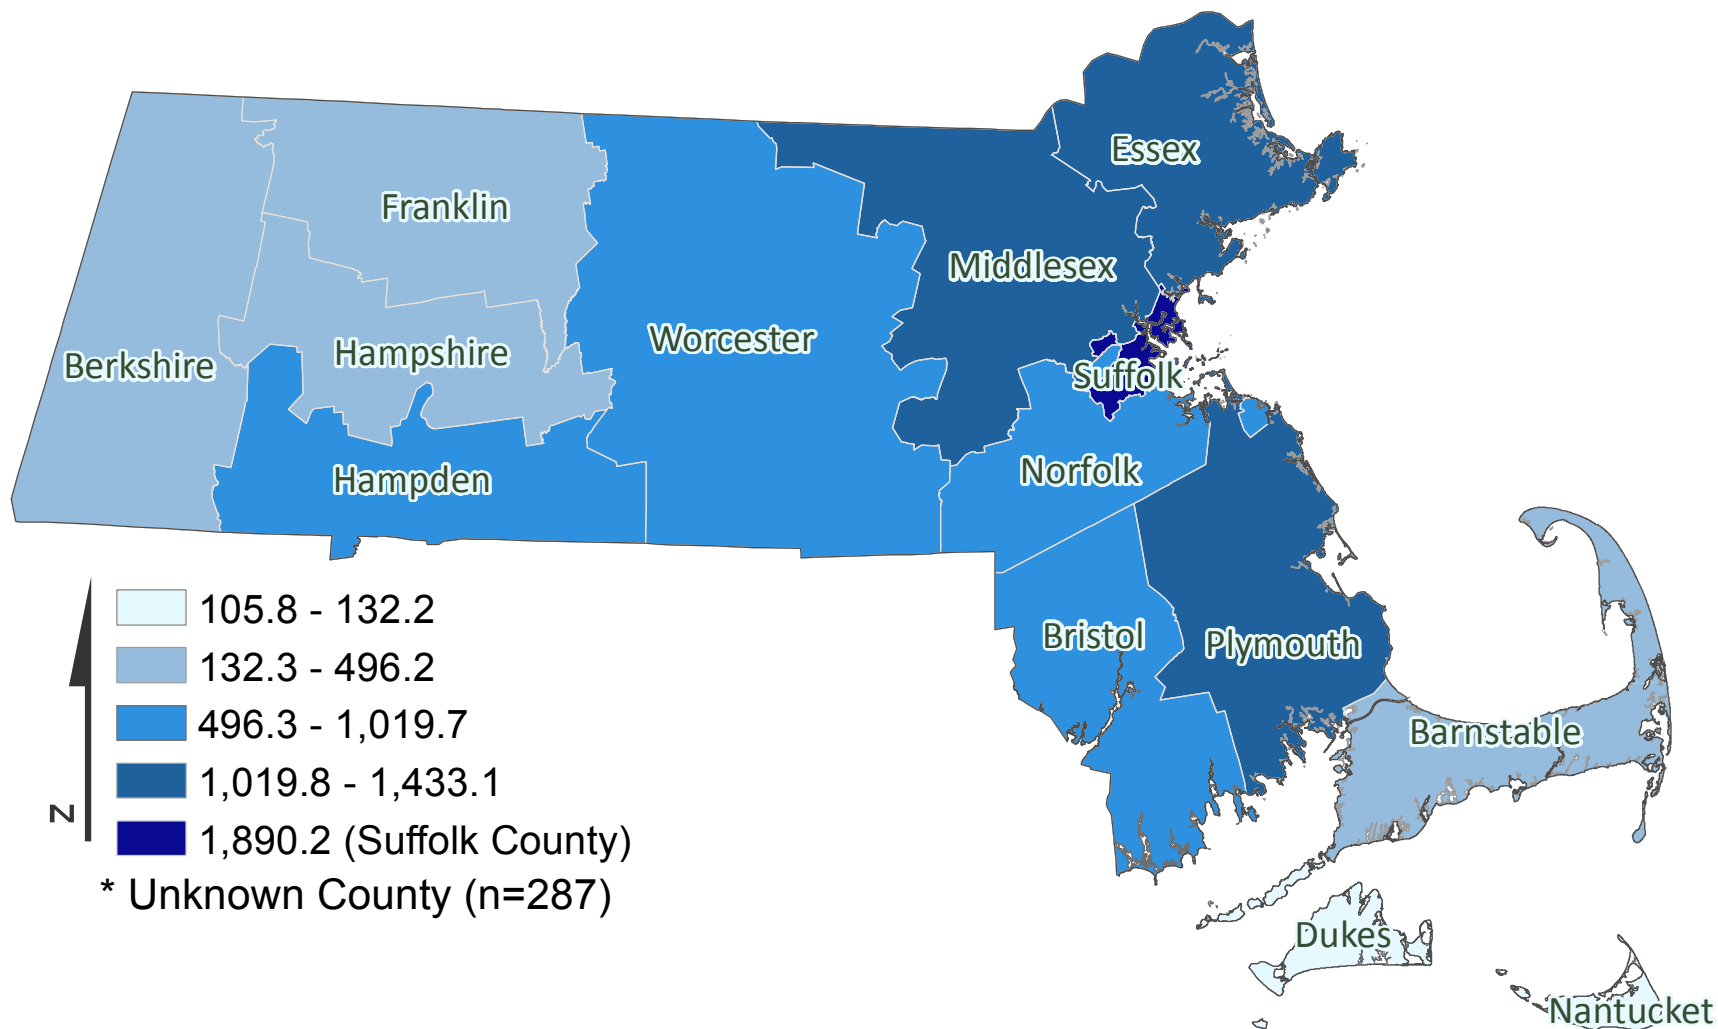 Essex
Franklin
Middlesex
Worcester
Hampshire
Berkshire
Suffolk
Norfolk
Hampden
Bristol
Plymouth
Barnstable
Dukes
Nantucket
105.8 - 132.2
132.3 - 496.2
496.3 - 1,019.7
1,019.8 - 1,433.1
1,890.2 (Suffolk County)
* Unknown County (n=287)
N